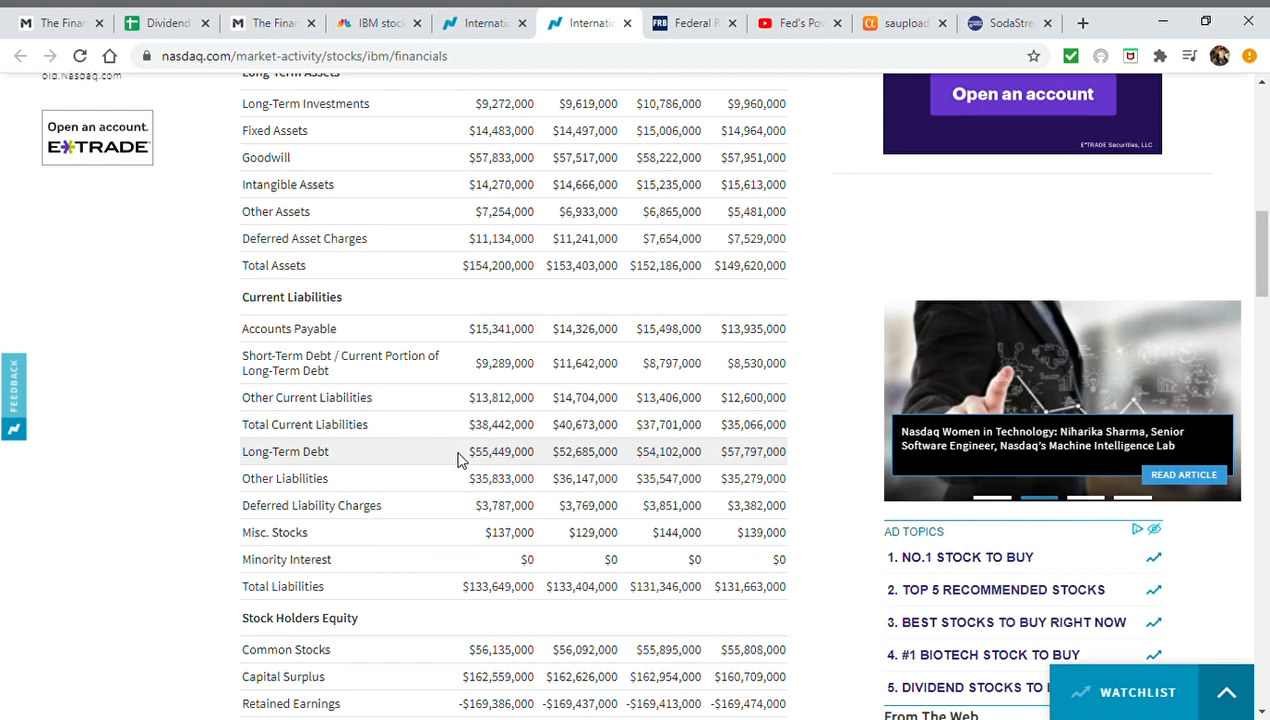 The Finan
Dividend
The Finan
IBM stoc
Internatic
Internatic
Federal R
Fed's Pov
saupload
SodaStre
nasdaq.com/market-activity/stocks/ibm/financials
old.Nasdaq.com
Open an account.
E*TRADE
Long-Term Assets
Long-Term Investments $9,272,000 $9,619,000 $10,786,000 $9,960,000
Fixed Assets $14,483,000 $14,497,000 $15,006,000 $14,964,000
Goodwill $57,833,000 $57,517,000 $58,222,000 $57,951,000
Intangible Assets $14,270,000 $14,666,000 $15,235,000 $15,613,000
Other Assets $7,254,000 $6,933,000 $6,865,000 $5,481,000
Deferred Asset Charges $11,134,000 $11,241,000 $7,654,000 $7,529,000
Total Assets $154,200,000 $153,403,000 $152,186,000 $149,620,000
Current Liabilities
Accounts Payable $15,341,000 $14,326,000 $15,498,000 $13,935,000
Short-Term Debt / Current Portion of
Long-Term Debt $9,289,000 $11,642,000 $8,797,000 $8,530,000
Other Current Liabilities $13,812,000 $14,704,000 $13,406,000 $12,600,000
Total Current Liabilities $38,442,000 $40,673,000 $37,701,000 $35,066,000
Long-Term Debt $55,449,000 $52,685,000 $54,102,000 $57,797,000
Other Liabilities $35,833,000 $36,147,000 $35,547,000 $35,279,000
Deferred Liability Charges $3,787,000 $3,769,000 $3,851,000 $3,382,000
Misc. Stocks $137,000 $129,000 $144,000 $139,000
Minority Interest $0 $0 $0 $0
Total Liabilities $133,649,000 $133,404,000 $131,346,000 $131,663,000
Stock Holders Equity
Common Stocks $56,135,000 $56,092,000 $55,895,000 $55,808,000
Capital Surplus $162,559,000 $162,626,000 $162,954,000 $160,709,000
Retained Earnings -$169,386,000 -$169,437,000 -$169,413,000 -$169,474,000
FEEDBACK
Open an account
E*TRADE Securities, LLC
Nasdaq Women in Technology: Niharika Sharma, Senior
Software Engineer, Nasdaq's Machine Intelligence Lab
READ ARTICLE
AD TOPICS
1. NO.1 STOCK TO BUY
2. TOP 5 RECOMMENDED STOCKS
3. BEST STOCKS TO BUY RIGHT NOW
4. #1 BIOTECH STOCK TO BUY
5. DIVIDEND STOCKS TO
WATCHLIST
From The Web